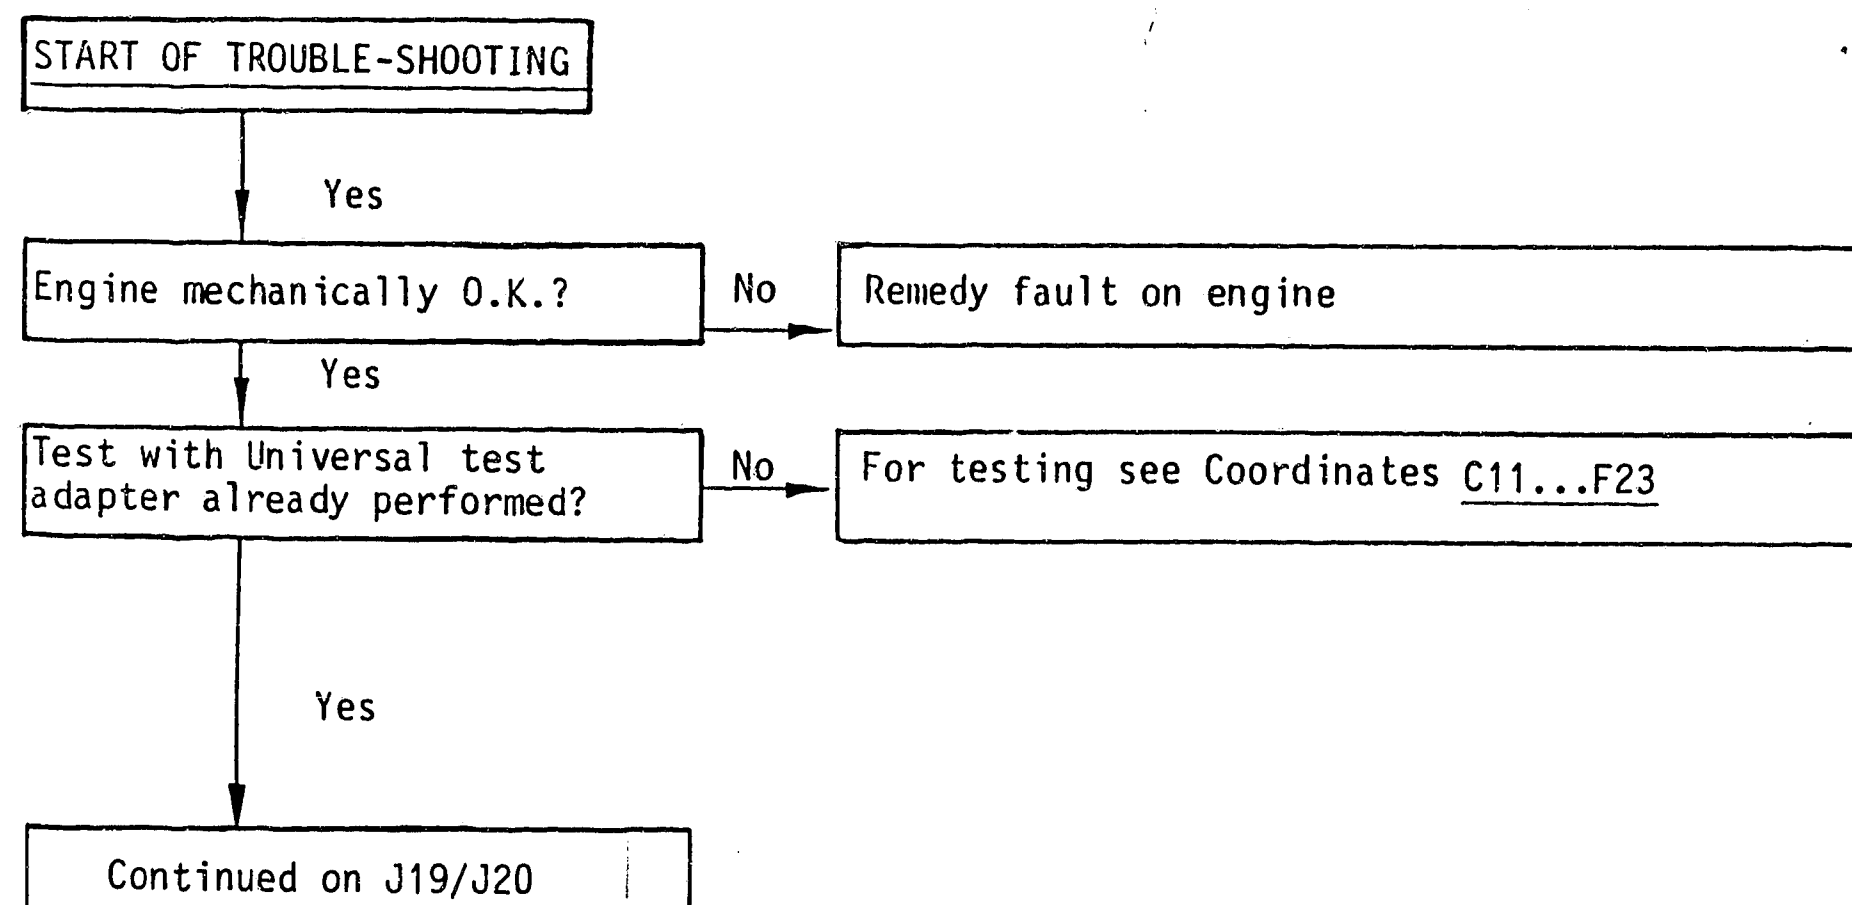 START OF TROUBLE-SHOOTING
Yes
Engine mechanically O.K.?
No
Remedy fault on engine
Yes
Test with Universal test
adapter already performed?
No
For testing see Coordinates C11...F23
Yes
Continued on J19/J20